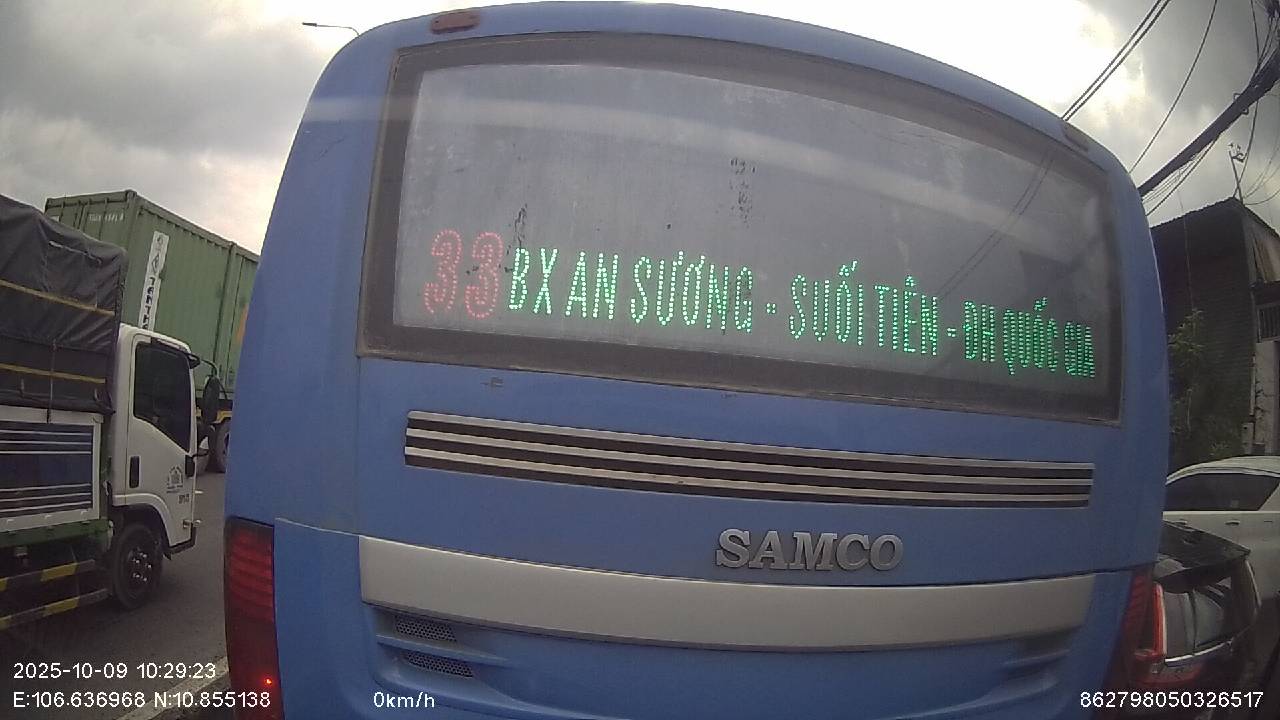 33 BX AN SƯƠNG - SUỐI TIÊN - ĐH QUỐC GIA
SAMCO
2025-10-09 10:29:23
E:106.636968 N:10.855138 0km/h 862798050326517